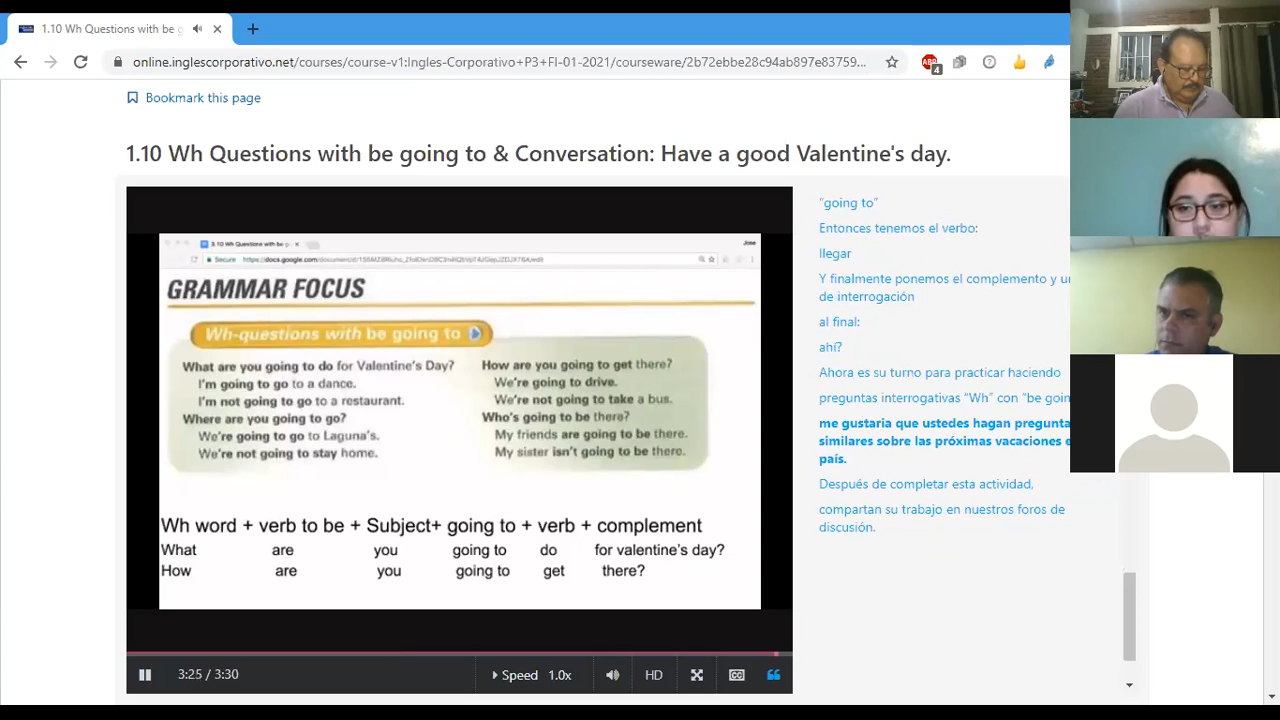 1.10 Wh Questions with be g
online.inglescorporativo.net/courses/course-v1:Ingles-Corporativo+P3+FI-01-2021/courseware/2b72ebbe28c94ab897e83759...
4
Bookmark this page
1.10 Wh Questions with be going to & Conversation: Have a good Valentine's day.
3.10 Wh Questions with be g
Jose
Secure
GRAMMAR FOCUS
Wh-questions with be going to
What are you going to do for Valentine's Day?
I'm going to go to a dance.
I'm not going to go to a restaurant.
Where are you going to go?
We're going to go to Laguna's.
We're not going to stay home.
How are you going to get there?
We're going to drive.
We're not going to take a bus.
Who's going to be there?
My friends are going to be there.
My sister isn't going to be there.
Wh word + verb to be + Subject+ going to + verb + complement
What are you going to do for valentine's day?
How are you going to get there?
3:25 / 3:30
Speed 1.0x
HD
"going to"
Entonces tenemos el verbo:
llegar
Y finalmente ponemos el complemento y u
de interrogación
al final:
ahí?
Ahora es su turno para practicar haciendo
preguntas interrogativas "Wh" con "be goin
me gustaria que ustedes hagan pregunta
similares sobre las próximas vacaciones e
país.
Después de completar esta actividad,
compartan su trabajo en nuestros foros de
discusión.